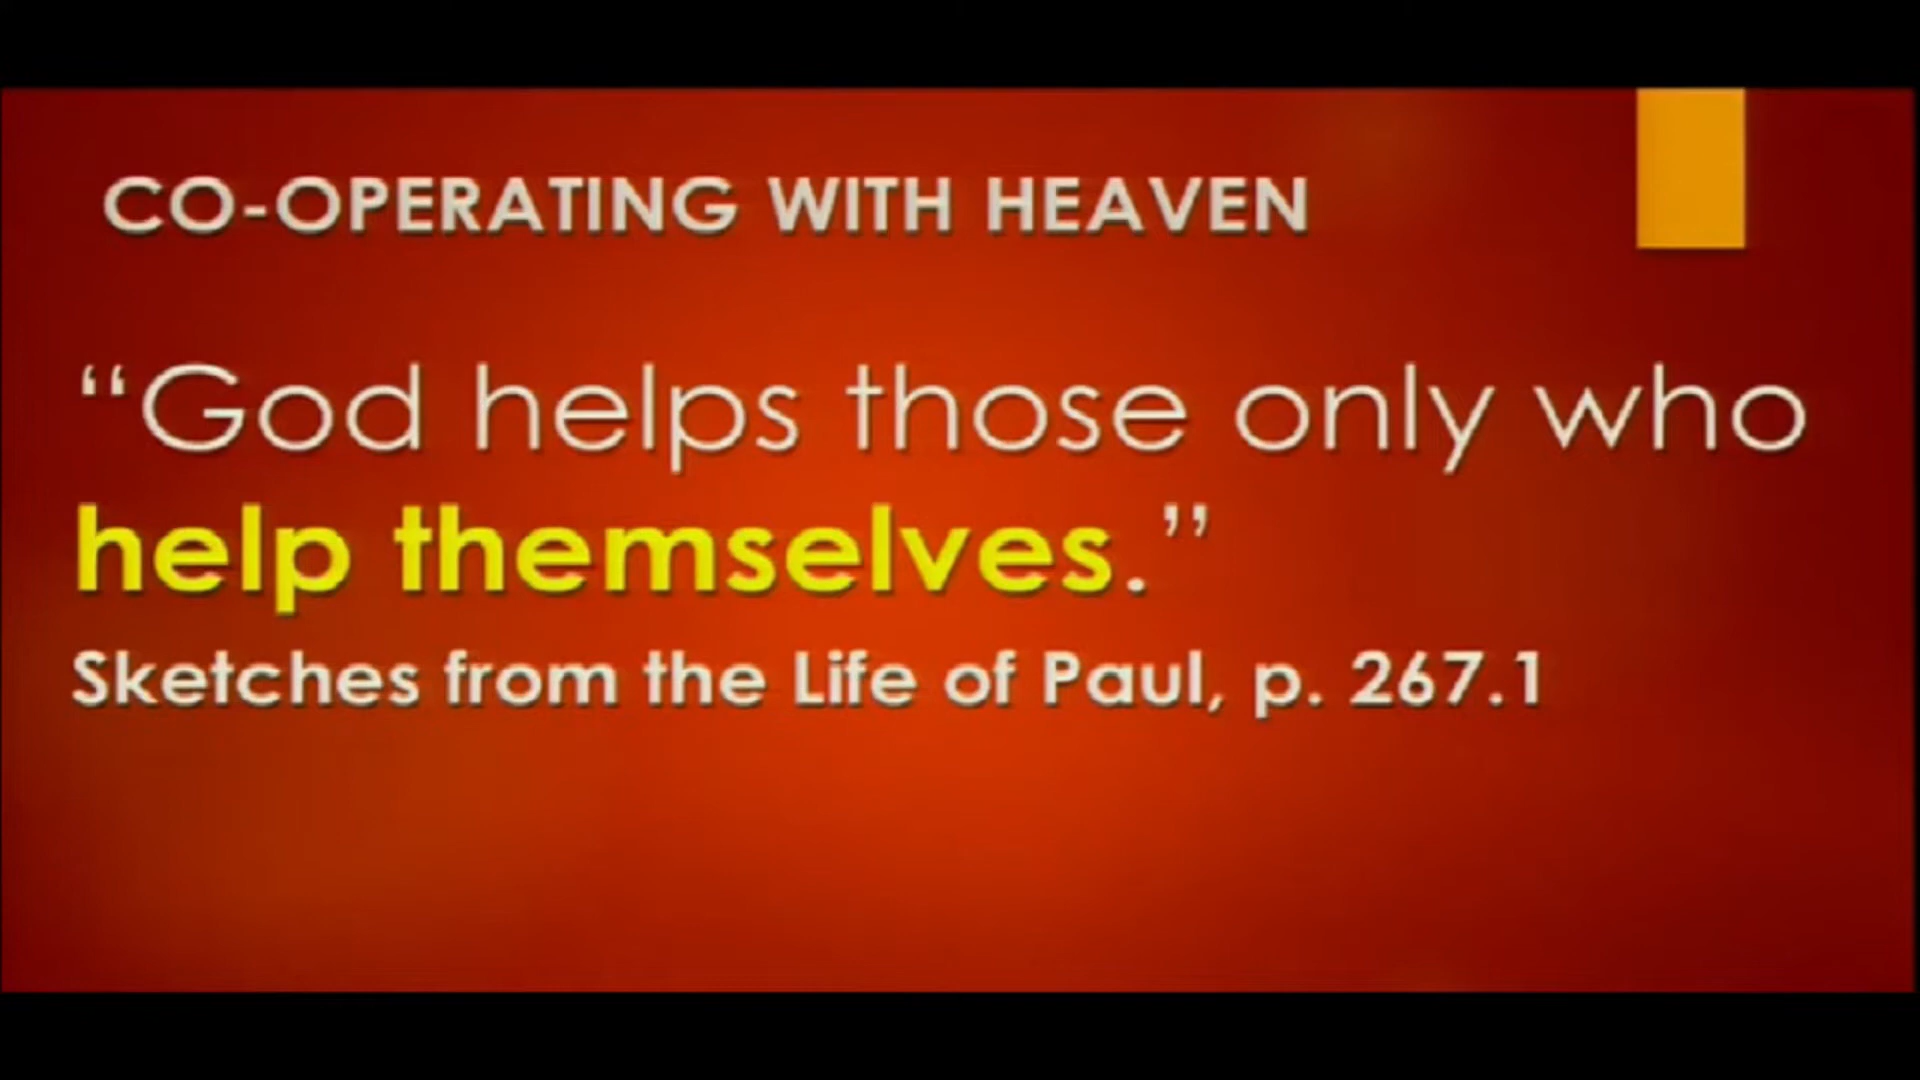 CO-OPERATING WITH HEAVEN
“God helps those only who
help themselves.”
Sketches from the Life of Paul, p. 267.1